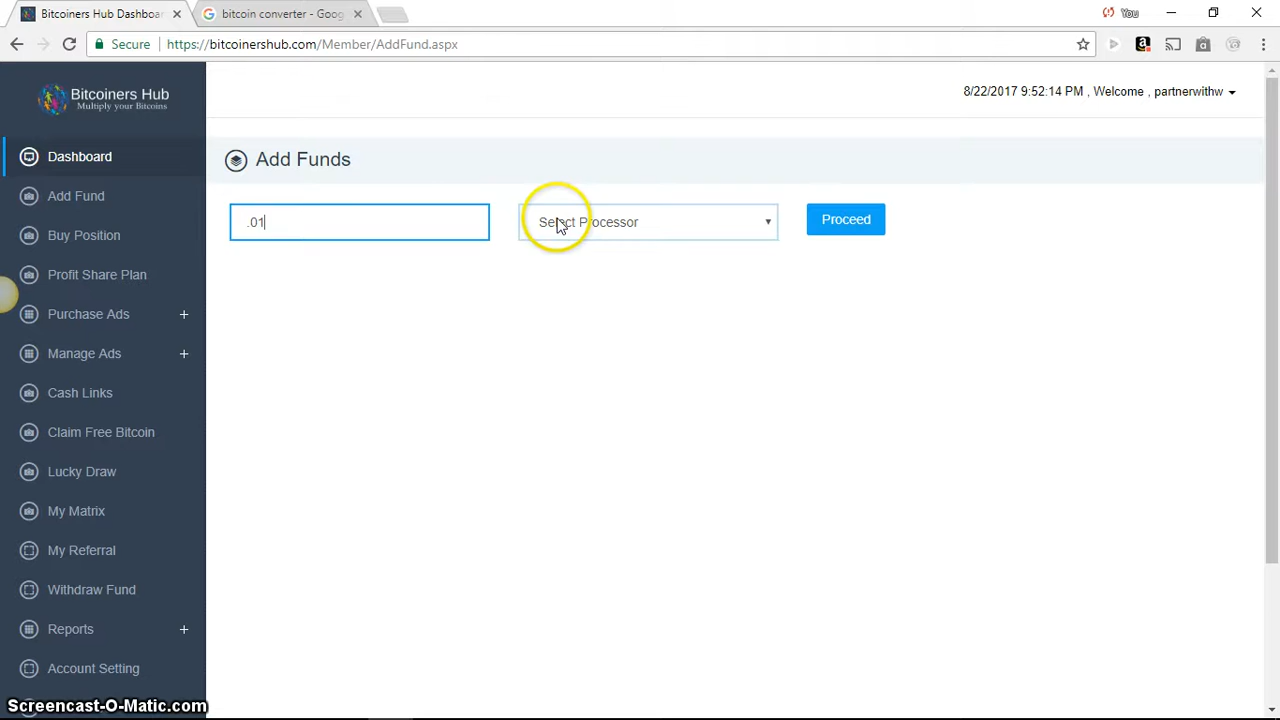 Bitcoiners Hub Dashboar
bitcoin converter - Goog
You
Secure
https://bitcoinershub.com/Member/AddFund.aspx
Bitcoiners Hub
Multiply your Bitcoins
8/22/2017 9:52:14 PM , Welcome , partnerwithw
Dashboard
Add Funds
Add Fund
.01
Select Processor
Proceed
Buy Position
Profit Share Plan
Purchase Ads +
Manage Ads +
Cash Links
Claim Free Bitcoin
Lucky Draw
My Matrix
My Referral
Withdraw Fund
Reports +
Account Setting
Screencast-O-Matic.com